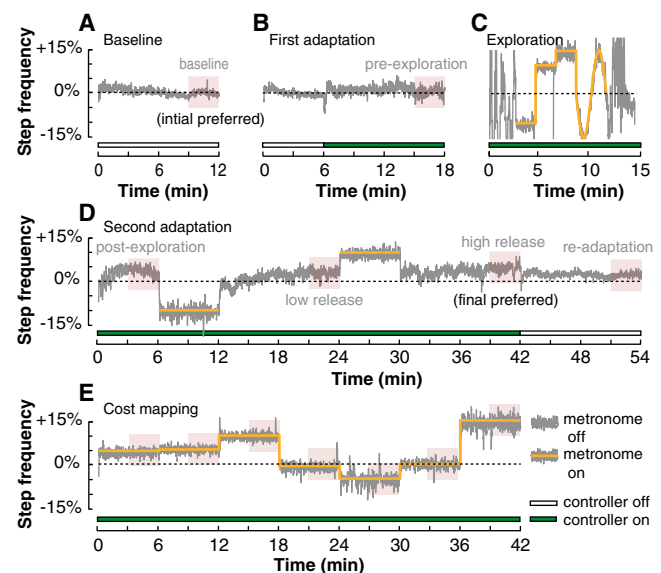 A
Baseline
Step frequency
+15%
0%
-15%
baseline
(intial preferred)
0 6 12
Time (min)
B
First adaptation
pre-exploration
0 6 12 18
Time (min)
C
Exploration
0 5 10 15
Time (min)
D
Second adaptation
Step frequency
+15%
0%
-15%
post-exploration
low release
high release
(final preferred)
re-adaptation
0 6 12 18 24 30 36 42 48 54
Time (min)
E
Cost mapping
Step frequency
+15%
0%
-15%
0 6 12 18 24 30 36 42
Time (min)
metronome
off
metronome
on
controller off
controller on